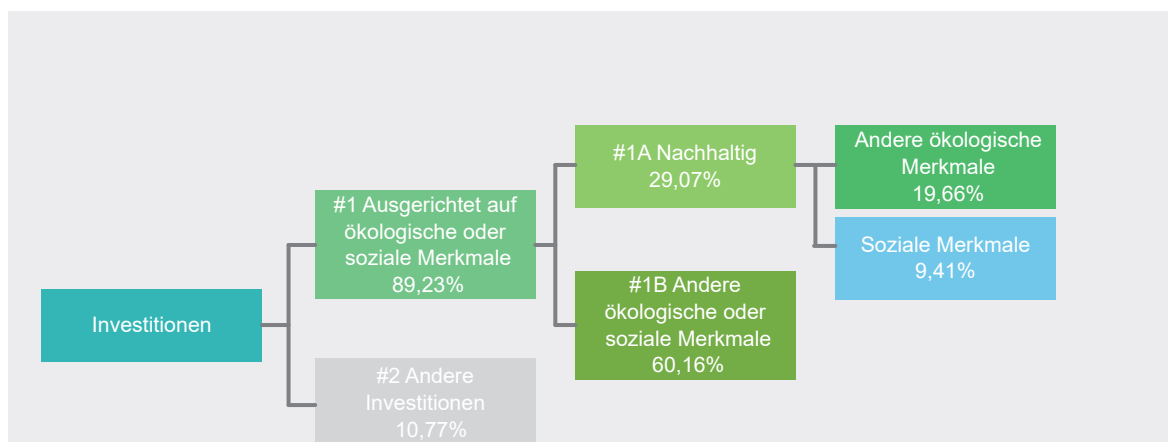 Investitionen
#1 Ausgerichtet auf
ökologische oder
soziale Merkmale
89,23%
#2 Andere
Investitionen
10,77%
#1A Nachhaltig
29,07%
#1B Andere
ökologische oder
soziale Merkmale
60,16%
Andere ökologische
Merkmale
19,66%
Soziale Merkmale
9,41%